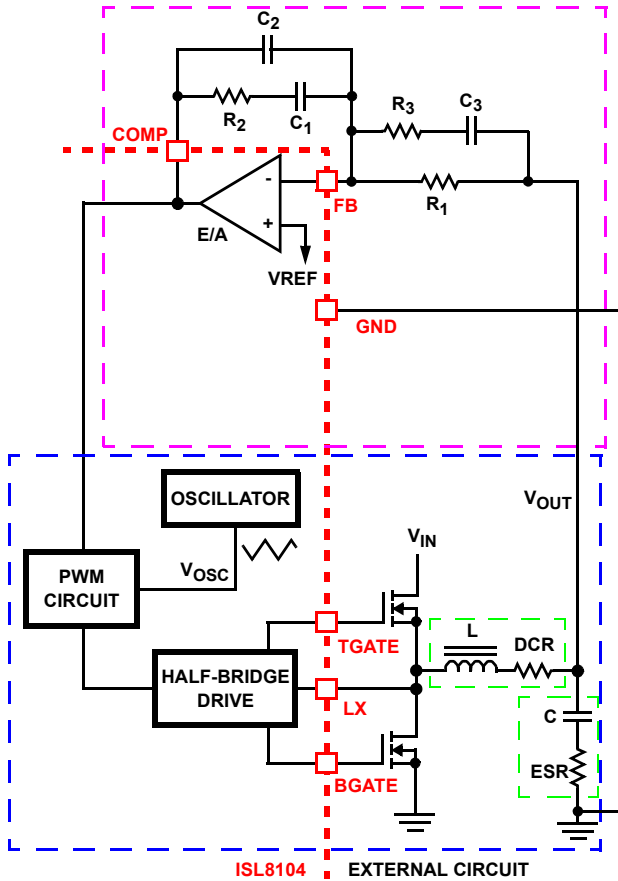 C2
R2
C1
R3
C3
COMP
-
FB
R1
+
E/A
VREF
GND
VOUT
OSCILLATOR
VIN
PWM
CIRCUIT
VOSC
L
DCR
TGATE
HALF-BRIDGE
DRIVE
LX
C
ESR
BGATE
ISL8104
EXTERNAL CIRCUIT